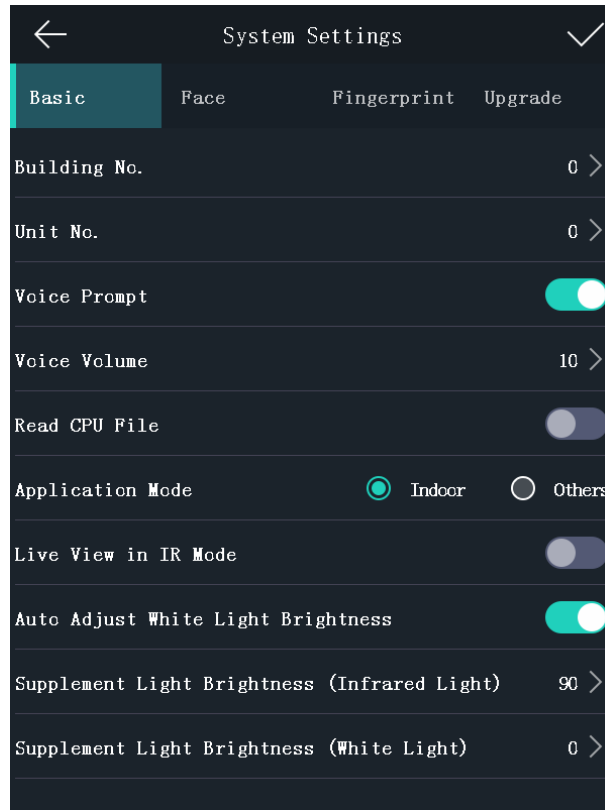 System Settings
Basic Face Fingerprint Upgrade
Building No. 0
Unit No. 0
Voice Prompt
Voice Volume 10
Read CPU File
Application Mode Indoor Others
Live View in IR Mode
Auto Adjust White Light Brightness
Supplement Light Brightness (Infrared Light) 90
Supplement Light Brightness (White Light) 0